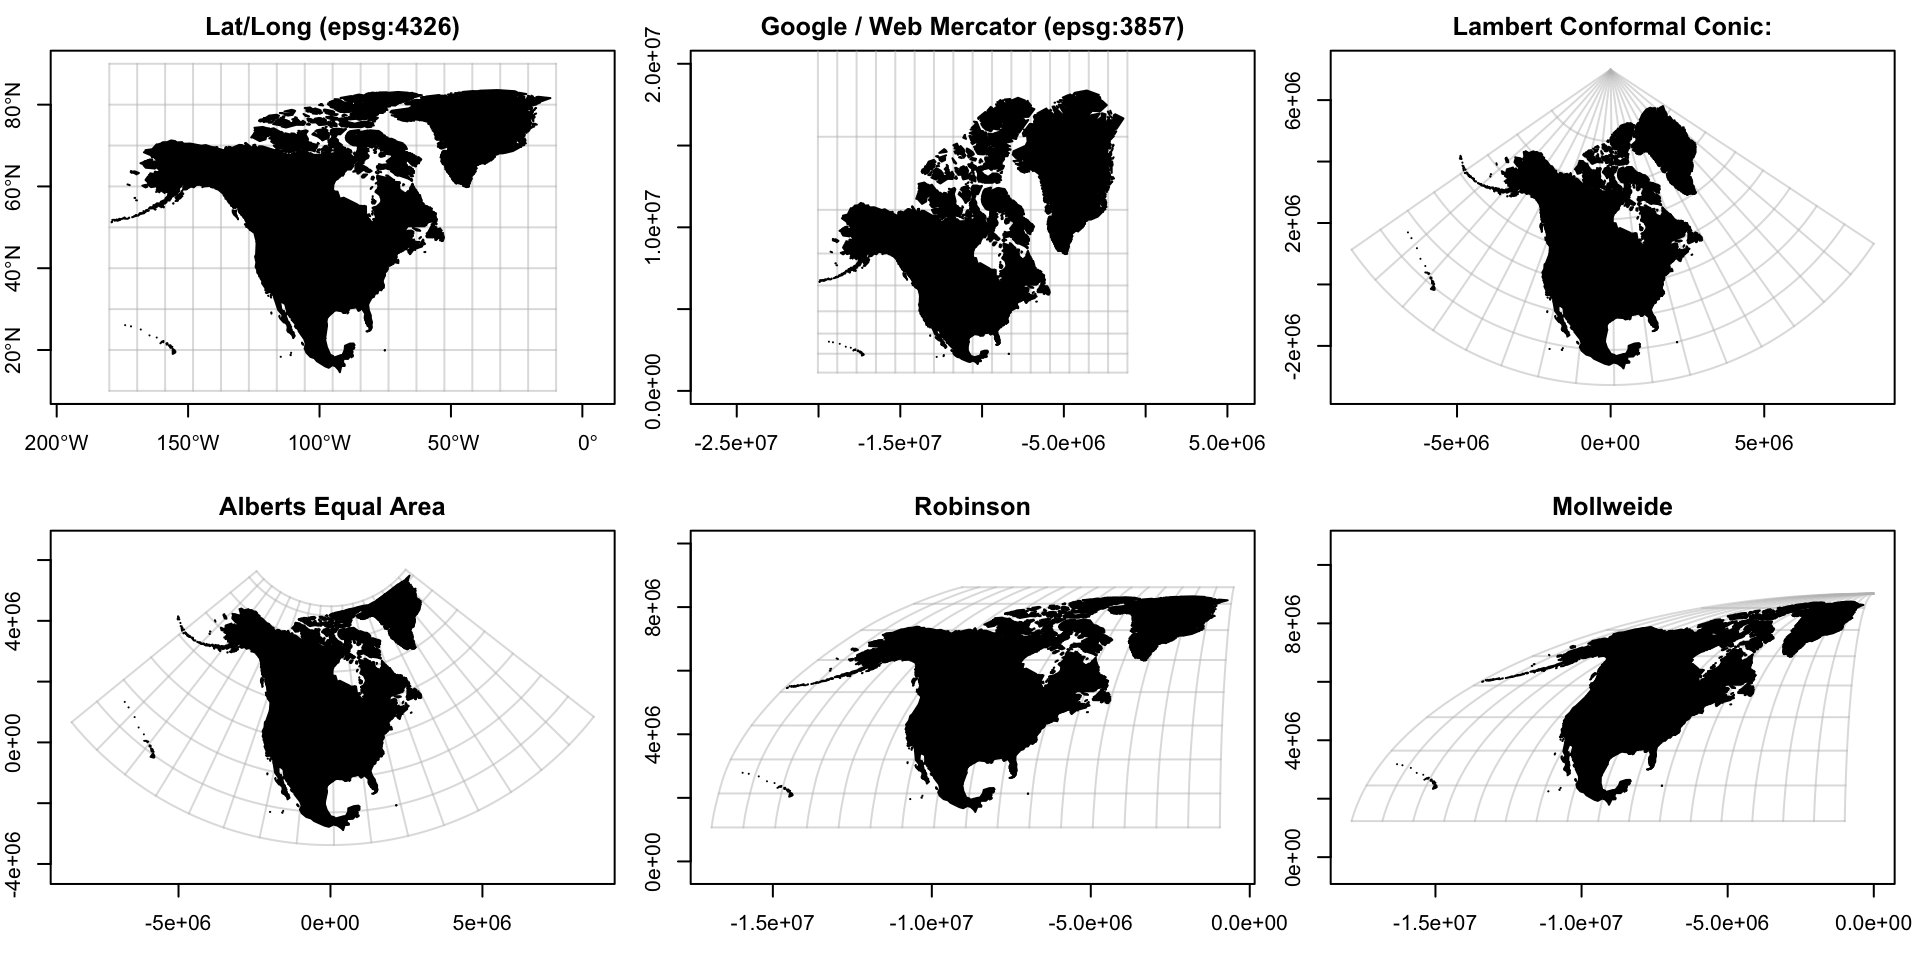 Lat/Long (epsg:4326)
80°N
60°N
40°N
20°N
200°W 150°W 100°W 50°W 0°
Google / Web Mercator (epsg:3857)
2.0e+07
1.0e+07
0.0e+00
-2.5e+07 -1.5e+07 -5.0e+06 5.0e+06
Lambert Conformal Conic:
6e+06
2e+06
-2e+06
-5e+06 0e+00 5e+06
Alberts Equal Area
4e+06
0e+00
-4e+06
-5e+06 0e+00 5e+06
Robinson
8e+06
4e+06
0e+00
-1.5e+07 -1.0e+07 -5.0e+06 0.0e+00
Mollweide
8e+06
4e+06
0e+00
-1.5e+07 -1.0e+07 -5.0e+06 0.0e+00